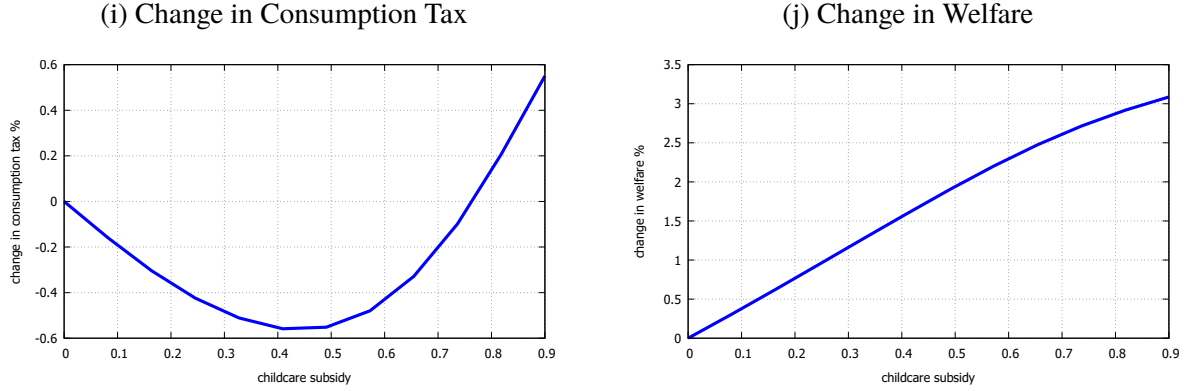 (i) Change in Consumption Tax
0.6
0.4
0.2
0
-0.2
-0.4
-0.6
change in consumption tax %
0 0.1 0.2 0.3 0.4 0.5 0.6 0.7 0.8 0.9
childcare subsidy
(j) Change in Welfare
3.5
3
2.5
2
1.5
1
0.5
0
change in welfare %
0 0.1 0.2 0.3 0.4 0.5 0.6 0.7 0.8 0.9
childcare subsidy